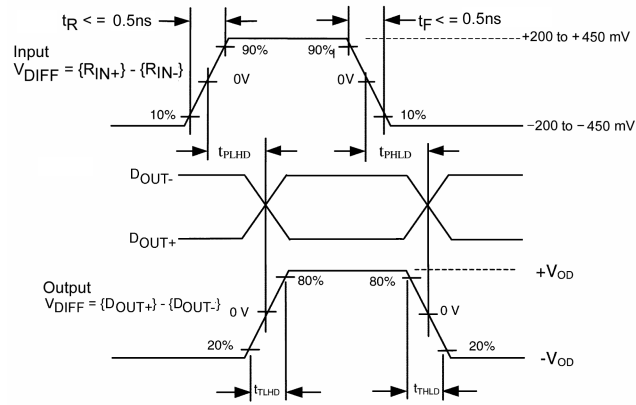 tR < = 0.5ns
tF < = 0.5ns
Input
VDIFF = {RIN+} - {RIN-}
90%
90%
+200 to +450 mV
0V
0V
10%
10%
−200 to −450 mV
tPLHD
tPHLD
DOUT-
DOUT+
Output
VDIFF = {DOUT+} - {DOUT-}
80%
80%
+VOD
0 V
0 V
20%
20%
-VOD
tTLHD
tTHLD